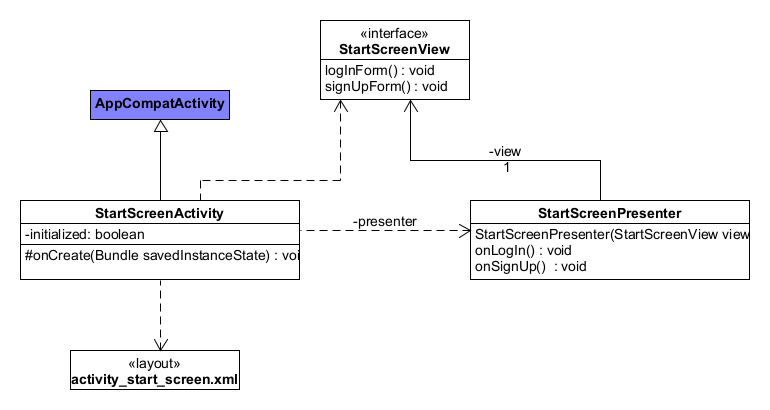 «interface»
StartScreenView
logInForm() : void
signUpForm() : void
AppCompatActivity
-view
1
StartScreenActivity
-initialized: boolean
#onCreate(Bundle savedInstanceState) : voi
-presenter
StartScreenPresenter
StartScreenPresenter(StartScreenView view
onLogIn() : void
onSignUp() : void
«layout»
activity_start_screen.xml